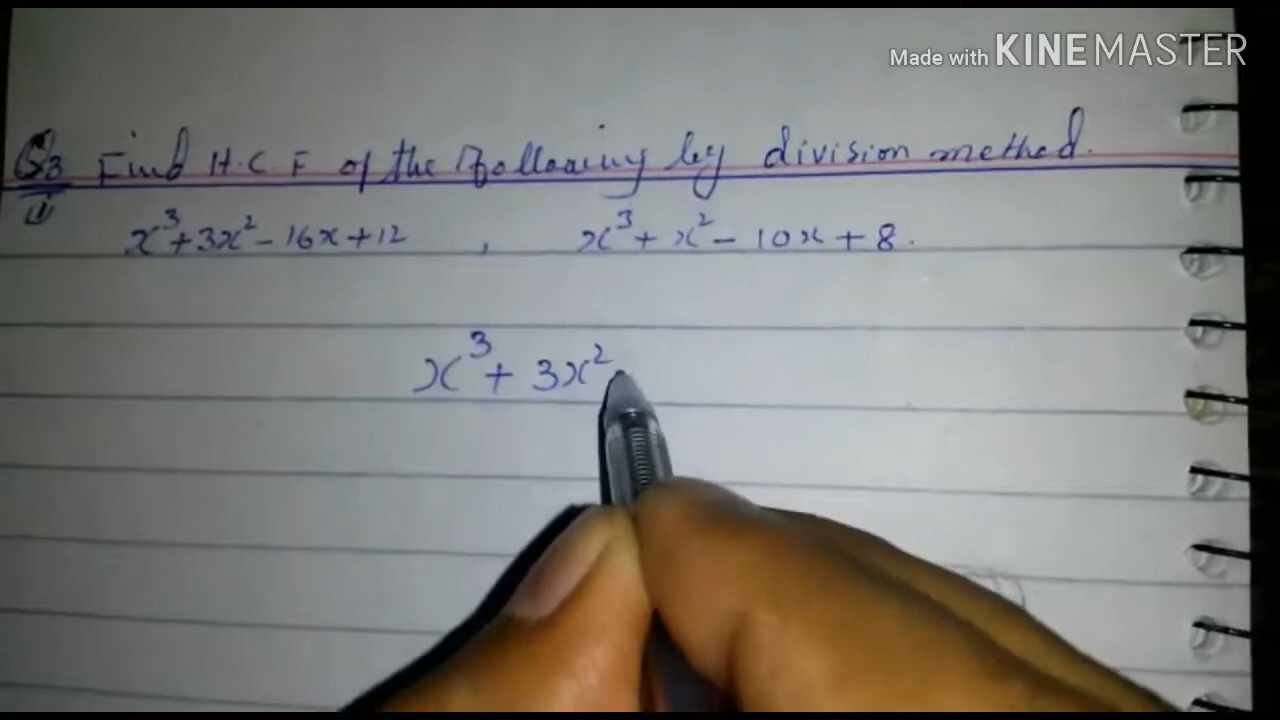 Made with KINEMASTER
Q3 Find H.C.F of the following by division method.
x³+3x²-16x+12 , x³+x²-10x+8.
x³+3x²